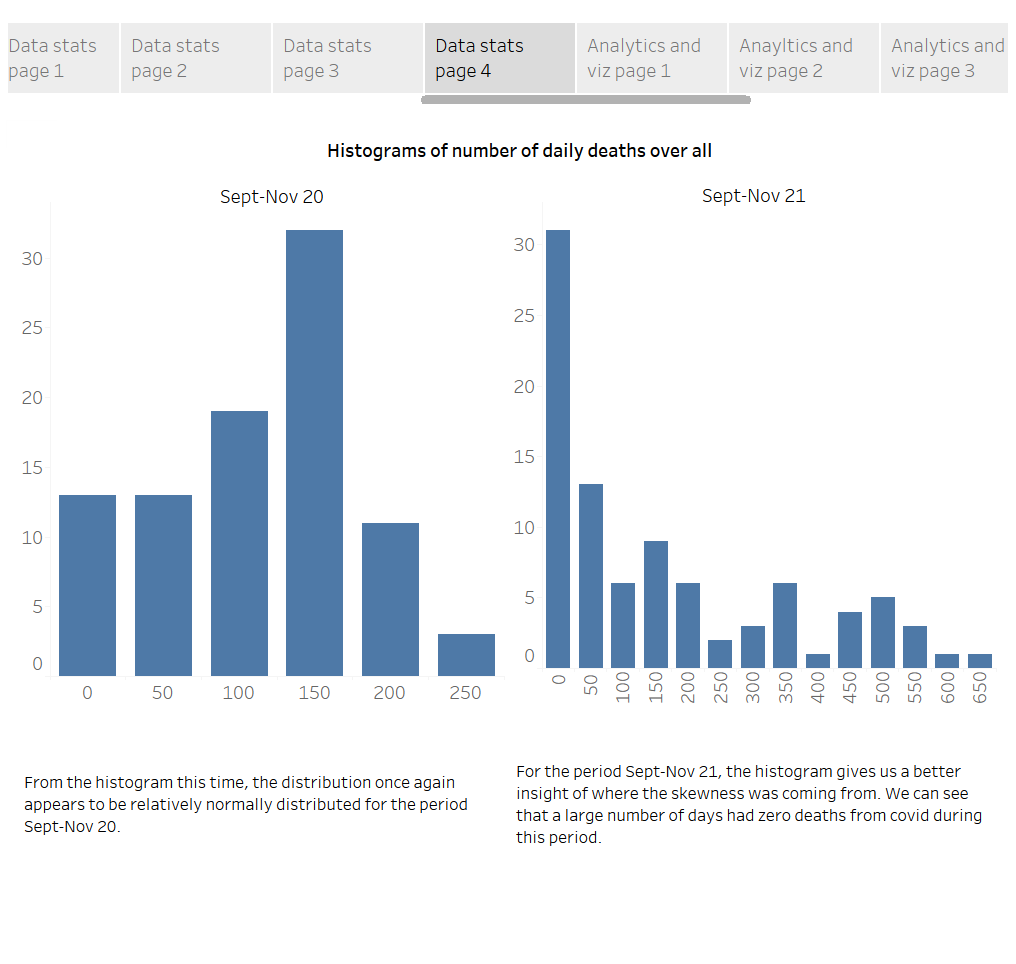 Data stats page 1
Data stats page 2
Data stats page 3
Data stats page 4
Analytics and viz page 1
Anayltics and viz page 2
Analytics and viz page 3
Histograms of number of daily deaths over all
Sept-Nov 20
30
25
20
15
10
5
0
0 50 100 150 200 250
From the histogram this time, the distribution once again
appears to be relatively normally distributed for the period
Sept-Nov 20.
Sept-Nov 21
30
25
20
15
10
5
0
0 50 100 150 200 250 300 350 400 450 500 550 600 650
For the period Sept-Nov 21, the histogram gives us a better
insight of where the skewness was coming from. We can see
that a large number of days had zero deaths from covid during
this period.